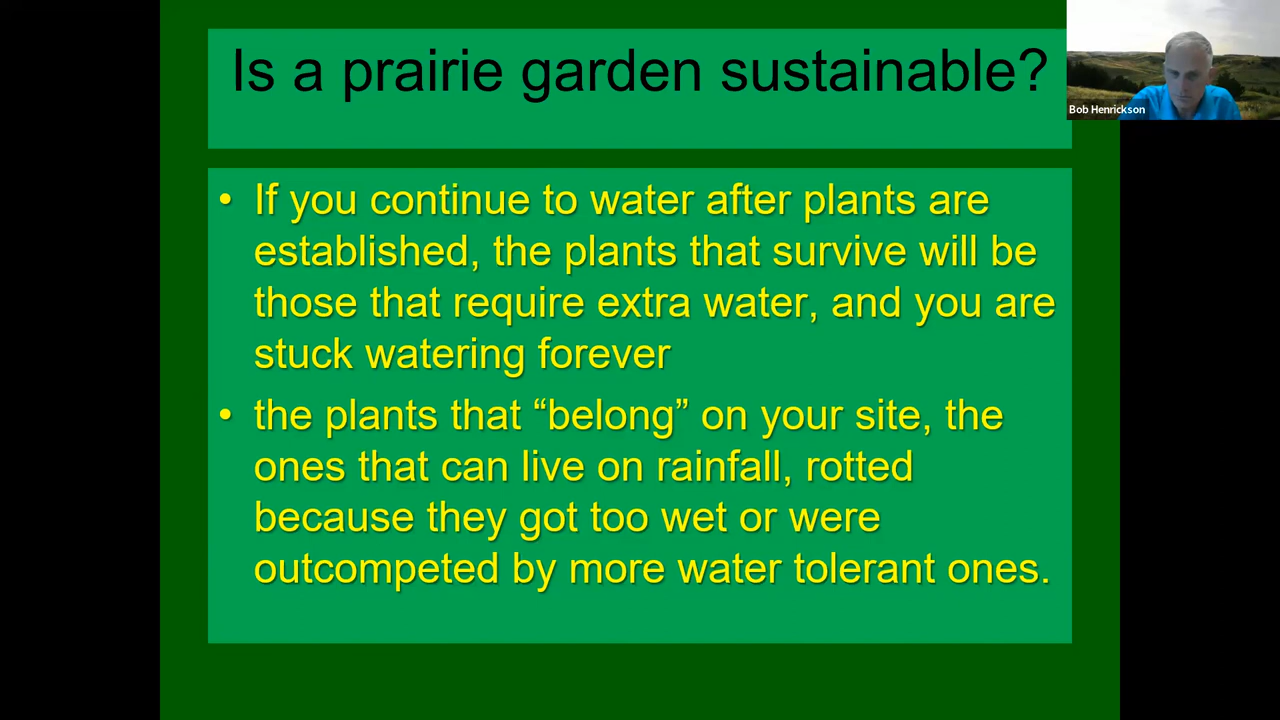 Is a prairie garden sustainable?
Bob Henrickson
• If you continue to water after plants are
established, the plants that survive will be
those that require extra water, and you are
stuck watering forever
• the plants that “belong” on your site, the
ones that can live on rainfall, rotted
because they got too wet or were
outcompeted by more water tolerant ones.